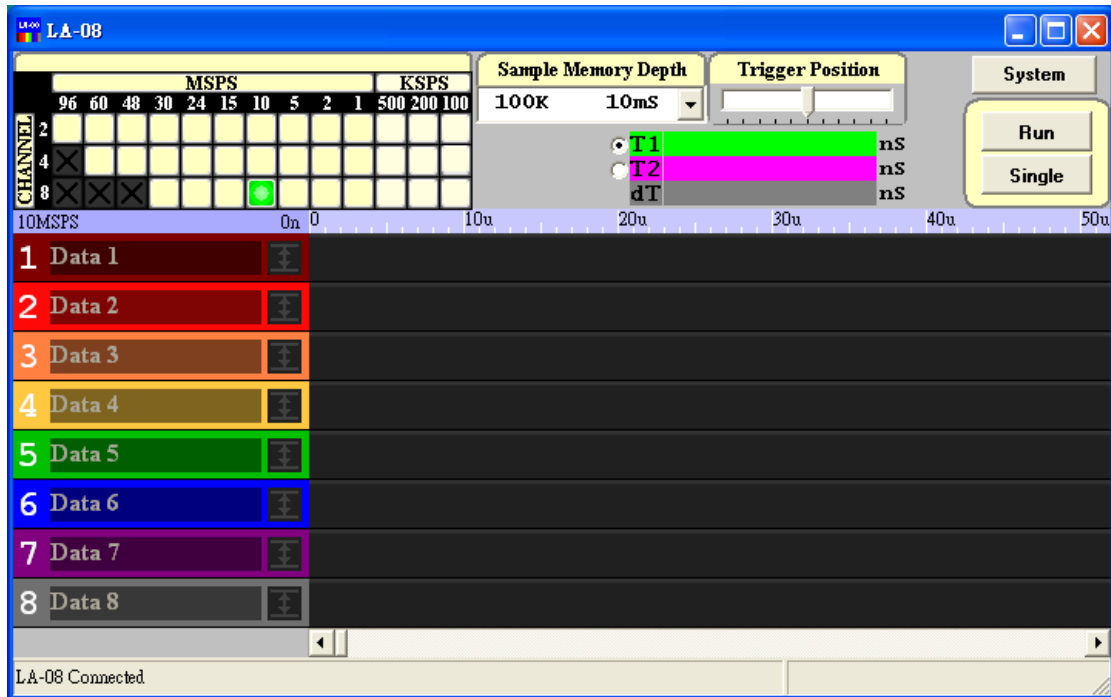 LA-08
MSPS KSPS
96 60 48 30 24 15 10 5 2 1 500 200 100
CHANNEL
2
4
8
Sample Memory Depth
100K 10mS
Trigger Position
T1 nS
T2 nS
dT nS
System
Run
Single
10MSPS 0n 0 10u 20u 30u 40u 50u
1 Data 1
2 Data 2
3 Data 3
4 Data 4
5 Data 5
6 Data 6
7 Data 7
8 Data 8
LA-08 Connected